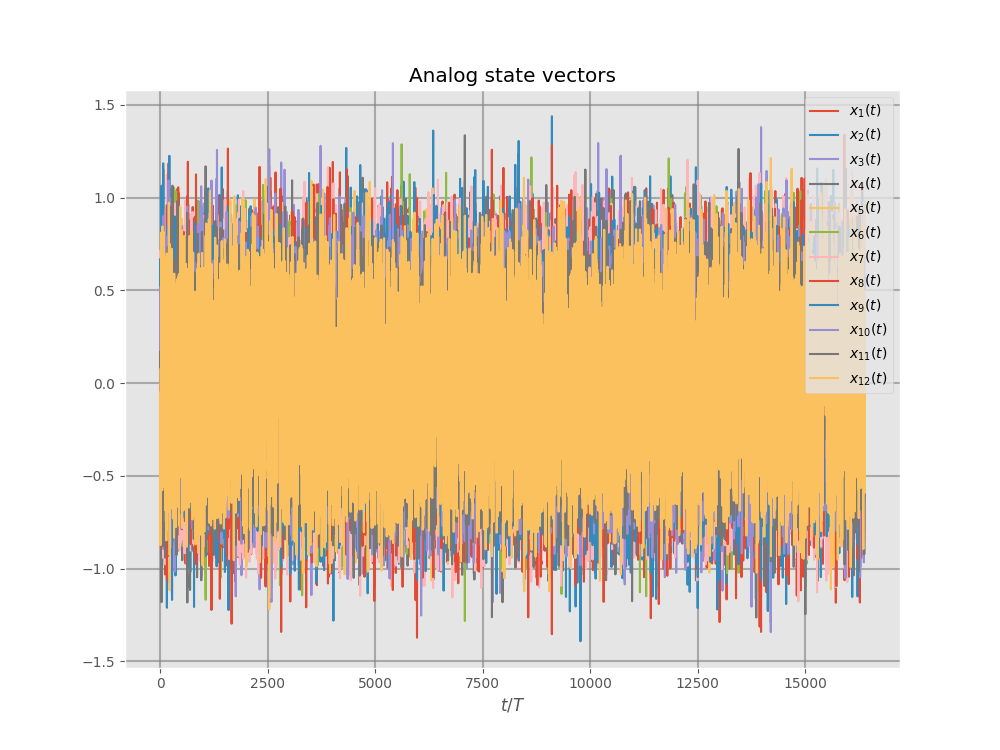 Analog state vectors
1.5
1.0
0.5
0.0
−0.5
−1.0
−1.5
0
2500
5000
7500
10000
12500
15000
t/T
x₁(t)
x₂(t)
x₃(t)
x₄(t)
x₅(t)
x₆(t)
x₇(t)
x₈(t)
x₉(t)
x₁₀(t)
x₁₁(t)
x₁₂(t)